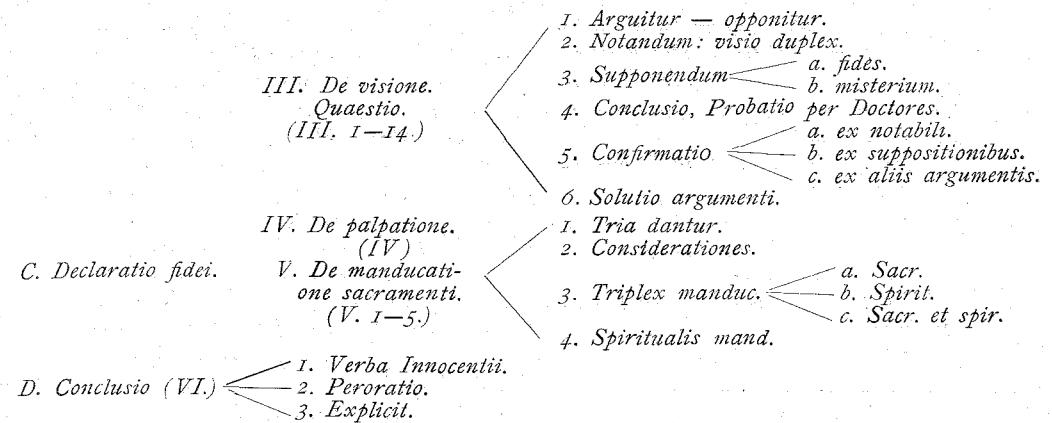 III. De visione.
Quaestio.
(III. 1—14.)
1. Arguitur — opponitur.
2. Notandum: visio duplex.
3. Supponendum
a. fides.
b. misterium.
4. Conclusio, Probatio per Doctores.
5. Confirmatio
a. ex notabili.
b. ex suppositionibus.
c. ex aliis argumentis.
6. Solutio argumenti.
C. Declaratio fidei.
IV. De palpatione.
(IV)
V. De manducati-
one sacramenti.
(V. 1—5.)
1. Tria dantur.
2. Considerationes.
3. Triplex manduc.
a. Sacr.
b. Spirit.
c. Sacr. et spir.
4. Spiritualis mand.
D. Conclusio (VI.)
1. Verba Innocentii.
2. Peroratio.
3. Explicit.